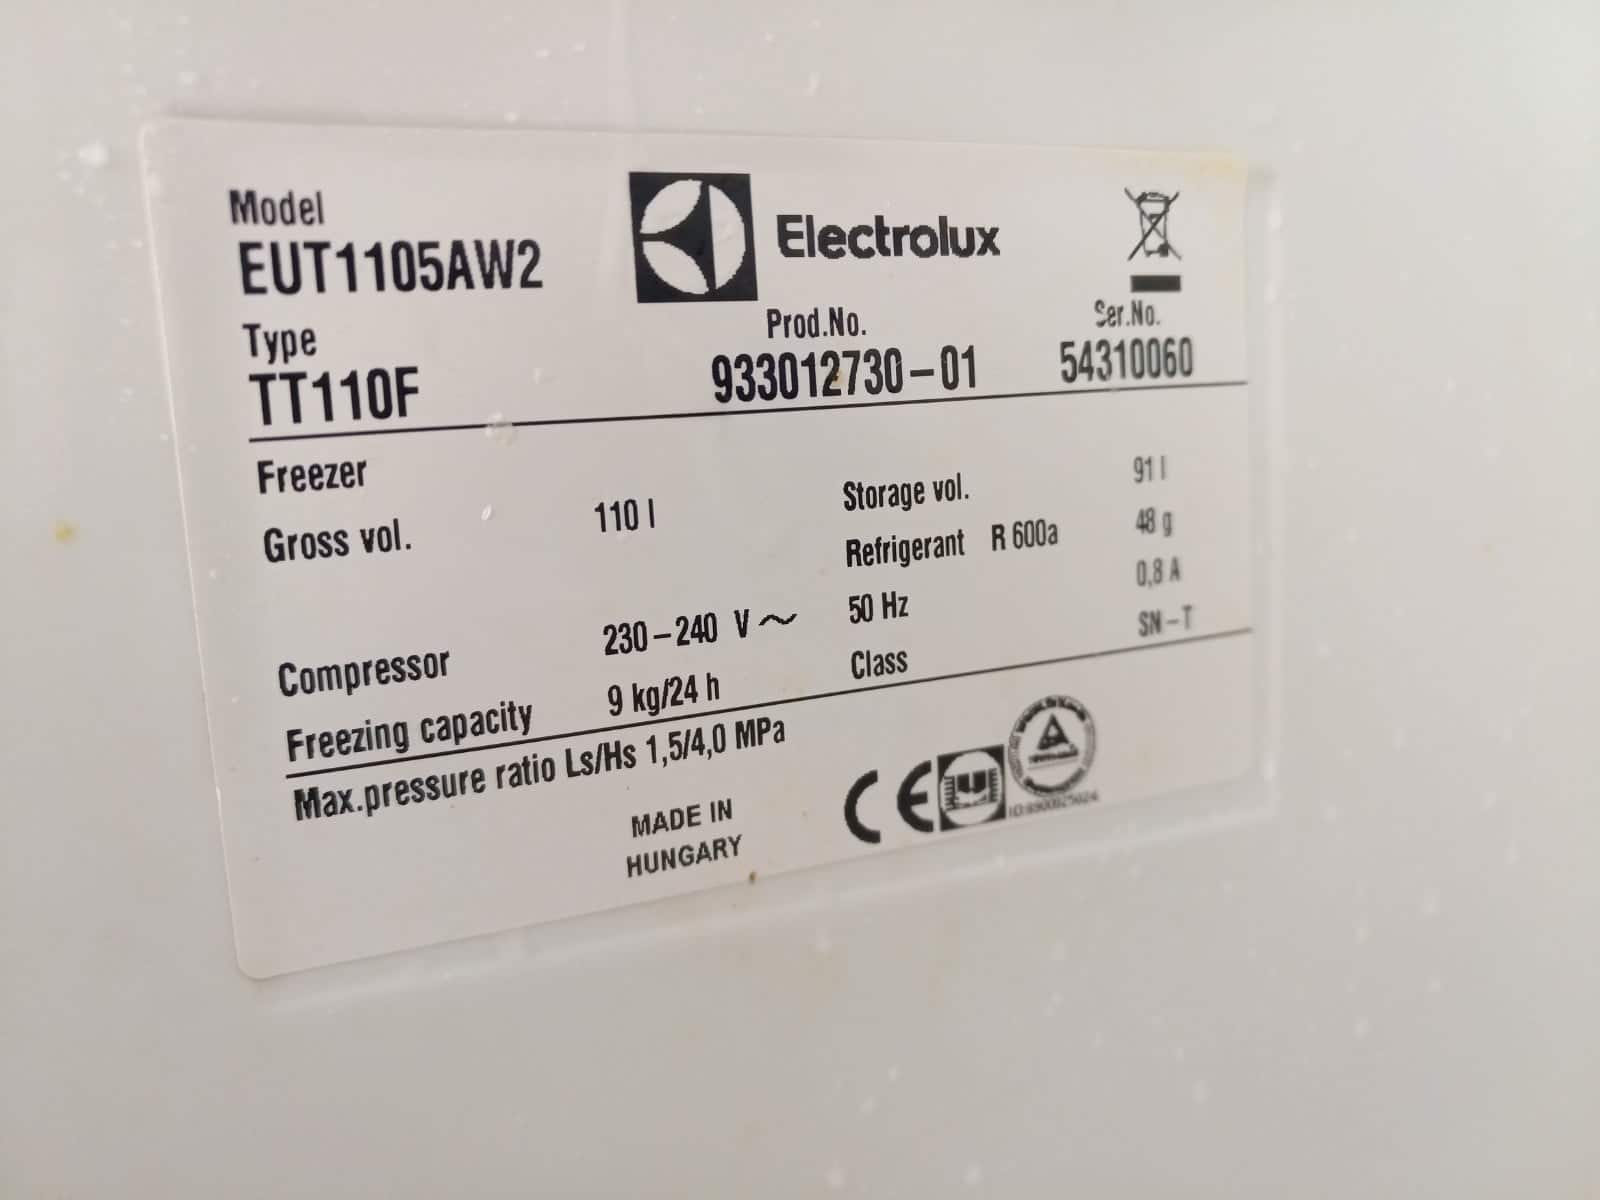 Model
EUT1105AW2
Electrolux
Type
TT110F
Prod.No.
933012730-01
Ser.No.
54310060
Freezer
Gross vol. 110 l
Storage vol. 91 l
Refrigerant R 600a 48 g
Compressor 230-240 V~ 50 Hz 0,8 A
Freezing capacity 9 kg/24 h Class SN-T
Max.pressure ratio Ls/Hs 1,5/4,0 MPa
MADE IN
HUNGARY
CE